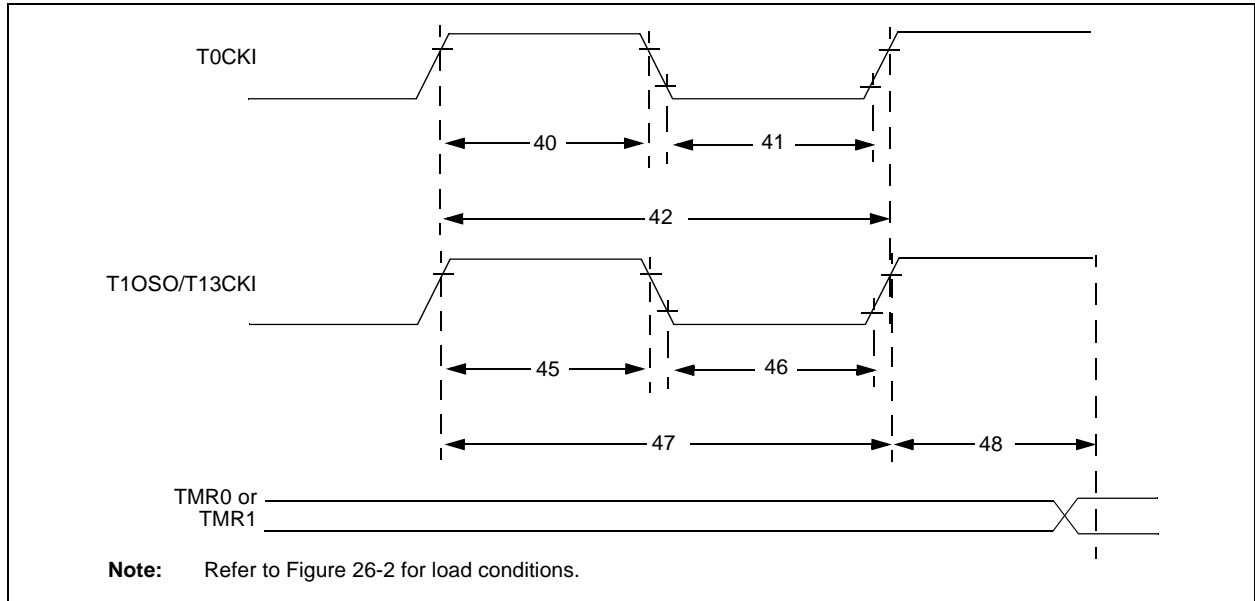 T0CKI
40
41
42
T1OSO/T13CKI
45
46
47
48
TMR0 or
TMR1
Note: Refer to Figure 26-2 for load conditions.